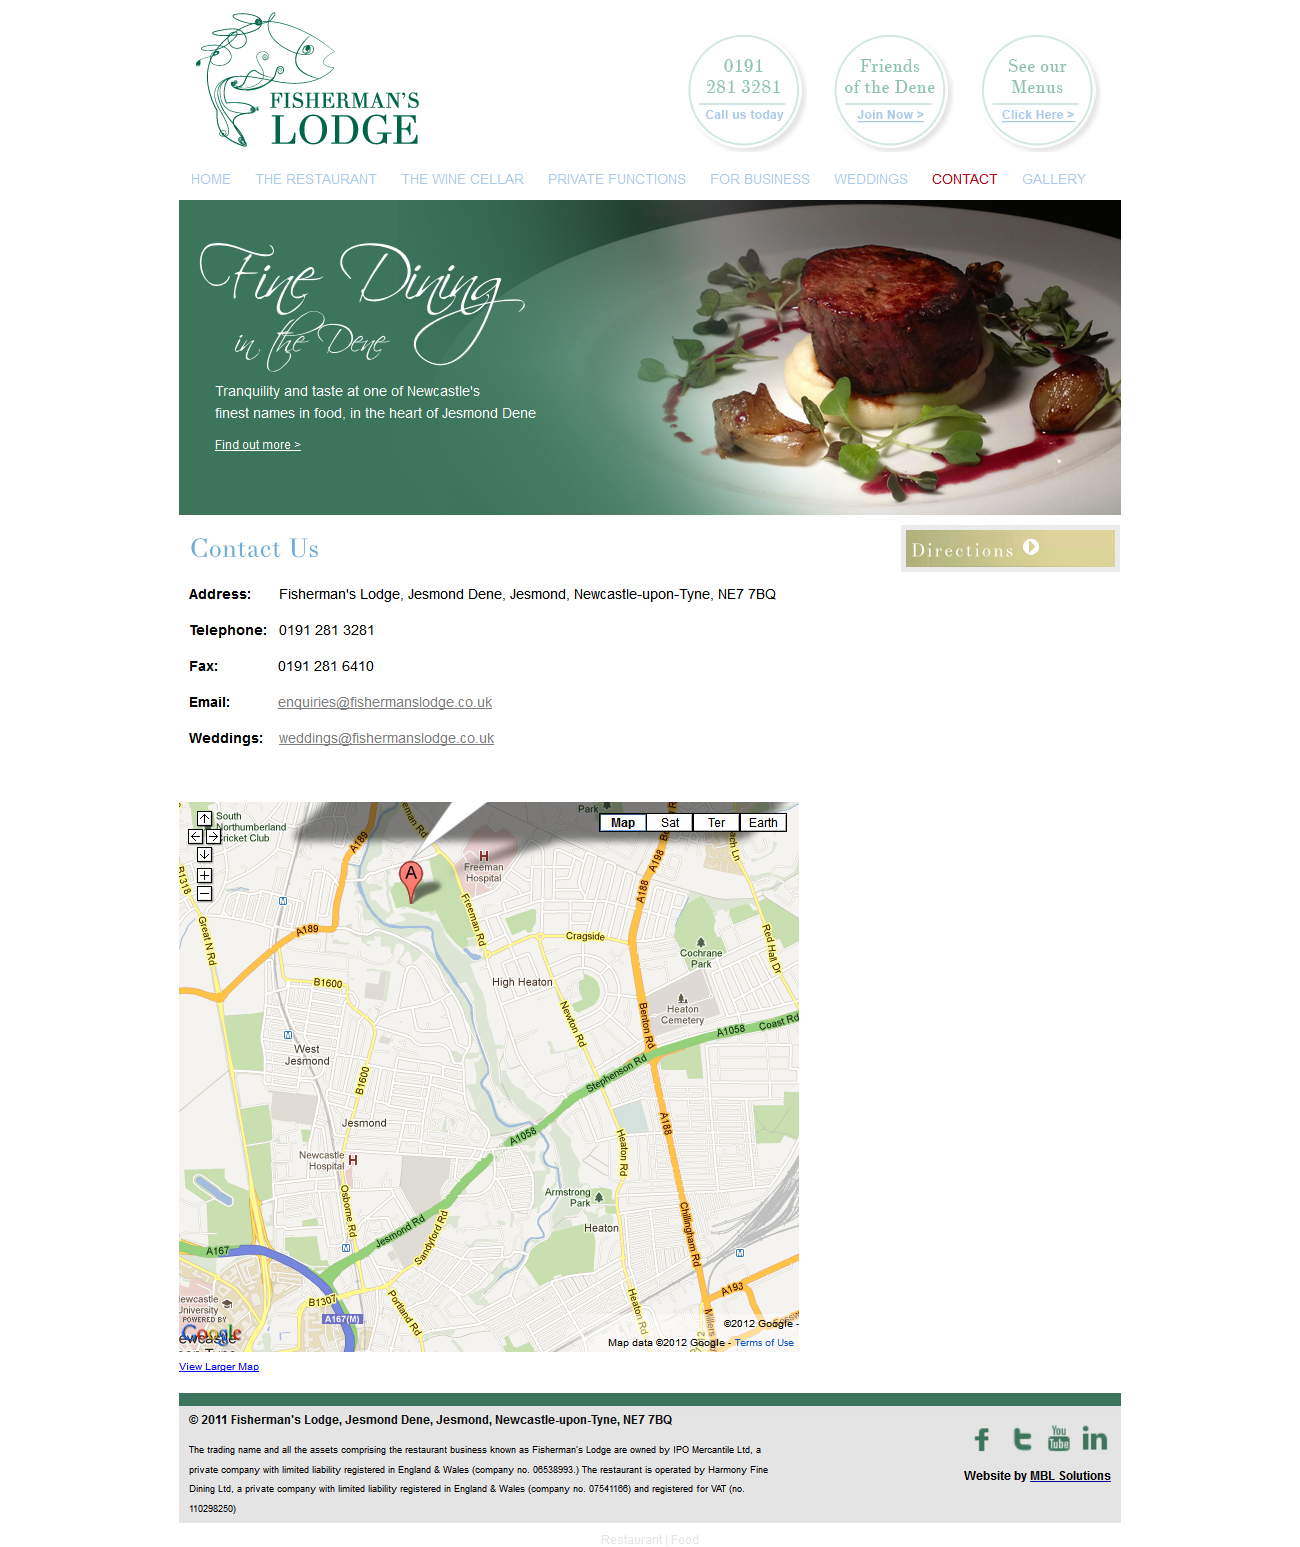 FISHERMAN'S
LODGE
0191
281 3281
Call us today
Friends
of the Dene
Join Now >
See our
Menus
Click Here >
HOME THE RESTAURANT THE WINE CELLAR PRIVATE FUNCTIONS FOR BUSINESS WEDDINGS CONTACT GALLERY
Fine Dining
in the Dene
Tranquility and taste at one of Newcastle's
finest names in food, in the heart of Jesmond Dene
Find out more >
Contact Us
Directions
Address: Fisherman's Lodge, Jesmond Dene, Jesmond, Newcastle-upon-Tyne, NE7 7BQ
Telephone: 0191 281 3281
Fax: 0191 281 6410
Email: enquiries@fishermanslodge.co.uk
Weddings: weddings@fishermanslodge.co.uk
South
Northumberland
Cricket Club
Park
Map Sat Ter Earth
A189
Freeman Rd
A198
A
H
Freeman
Hospital
B1318
A188
M
Great N Rd
Freeman Rd
A189
Cragside
Red Hall Dr
Cochrane
Park
B1600
High Heaton
Heaton
Cemetery
Newton Rd
Benton Rd
A1058
Coast Rd
M
West
Jesmond
Stephenson Rd
B1600
Jesmond
A1058
A188
Heaton Rd
Newcastle
Hospital
H
Armstrong
Park
Osborne Rd
Heaton
Jesmond Rd
Sandyford Rd
Chillingham Rd
M
M
A167
A193
B1307
A167(M)
Portland Rd
Heaton Rd
University
POWERED BY
Google
©2012 Google -
Map data ©2012 Google - Terms of Use
View Larger Map
© 2011 Fisherman's Lodge, Jesmond Dene, Jesmond, Newcastle-upon-Tyne, NE7 7BQ
The trading name and all the assets comprising the restaurant business known as Fisherman's Lodge are owned by IPO Mercantile Ltd, a
private company with limited liability registered in England & Wales (company no. 06538993.) The restaurant is operated by Harmony Fine
Dining Ltd, a private company with limited liability registered in England & Wales (company no. 07541166) and registered for VAT (no.
110298250)
f t You Tube in
Website by MBL Solutions
Restaurant | Food